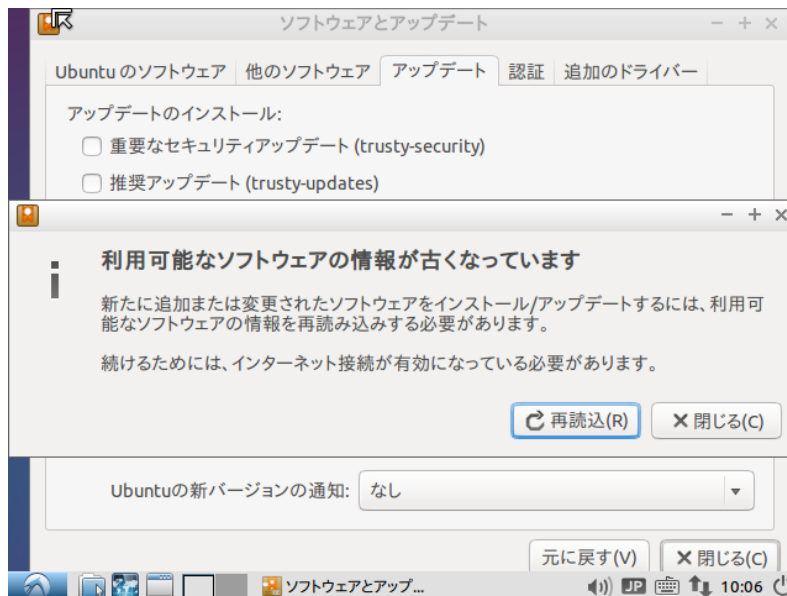 ソフトウェアとアップデート
Ubuntu のソフトウェア 他のソフトウェア アップデート 認証 追加のドライバー
アップデートのインストール:
重要なセキュリティアップデート (trusty-security)
推奨アップデート (trusty-updates)
利用可能なソフトウェアの情報が古くなっています
新たに追加または変更されたソフトウェアをインストール/アップデートするには、利用可
能なソフトウェアの情報を再読み込みする必要があります。
続けるためには、インターネット接続が有効になっている必要があります。
再読込(R) 閉じる(C)
Ubuntuの新バージョンの通知: なし
元に戻す(V) 閉じる(C)
ソフトウェアとアップ... JP 10:06